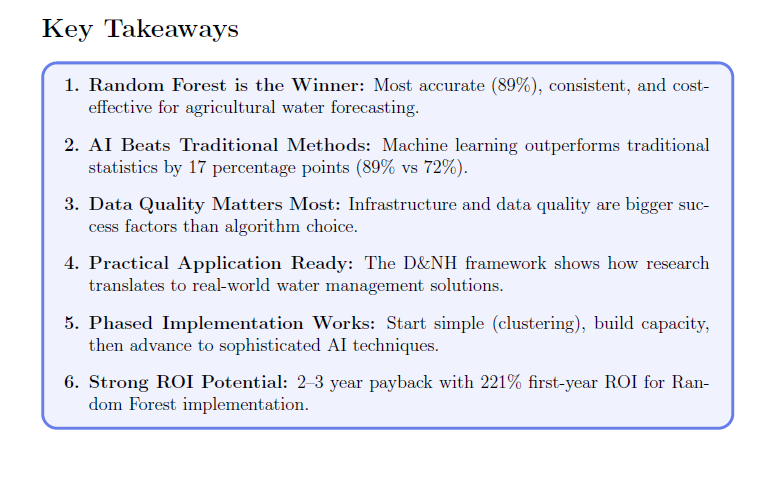 Key Takeaways
1. Random Forest is the Winner: Most accurate (89%), consistent, and cost-
effective for agricultural water forecasting.
2. AI Beats Traditional Methods: Machine learning outperforms traditional
statistics by 17 percentage points (89% vs 72%).
3. Data Quality Matters Most: Infrastructure and data quality are bigger suc-
cess factors than algorithm choice.
4. Practical Application Ready: The D&NH framework shows how research
translates to real-world water management solutions.
5. Phased Implementation Works: Start simple (clustering), build capacity,
then advance to sophisticated AI techniques.
6. Strong ROI Potential: 2–3 year payback with 221% first-year ROI for Ran-
dom Forest implementation.